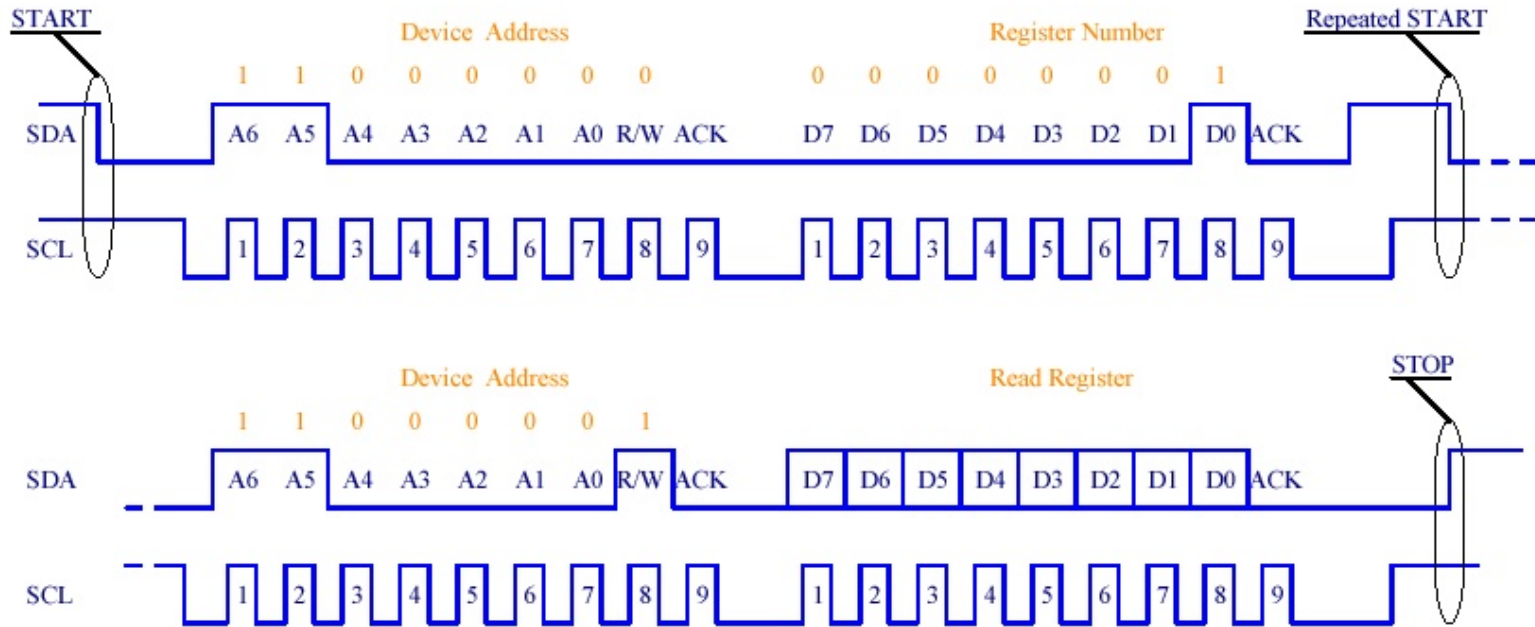 START
Repeated START
Device Address
Register Number
1 1 0 0 0 0 0 0
0 0 0 0 0 0 0 1
SDA A6 A5 A4 A3 A2 A1 A0 R/W ACK D7 D6 D5 D4 D3 D2 D1 D0 ACK
SCL 1 2 3 4 5 6 7 8 9 1 2 3 4 5 6 7 8 9
STOP
Device Address
Read Register
1 1 0 0 0 0 0 1
SDA A6 A5 A4 A3 A2 A1 A0 R/W ACK D7 D6 D5 D4 D3 D2 D1 D0 ACK
SCL 1 2 3 4 5 6 7 8 9 1 2 3 4 5 6 7 8 9